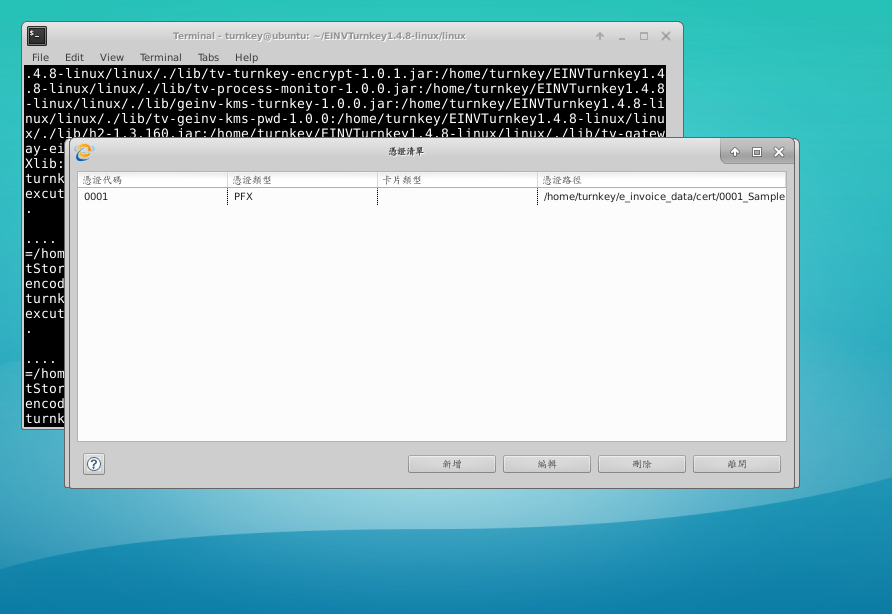 Terminal - turnkey@ubuntu: ~/EINVTurnkey1.4.8-linux/linux
File Edit View Terminal Tabs Help
.4.8-linux/linux/./lib/tv-turnkey-encrypt-1.0.1.jar:/home/turnkey/EINVTurnkey1.4
.8-linux/linux/./lib/tv-process-monitor-1.0.0.jar:/home/turnkey/EINVTurnkey1.4.8
-linux/linux/./lib/geinv-kms-turnkey-1.0.0.jar:/home/turnkey/EINVTurnkey1.4.8-li
nux/linux/./lib/tv-geinv-kms-pwd-1.0.0:/home/turnkey/EINVTurnkey1.4.8-linux/linu
x/./lib/h2-1.3.160.jar:/home/turnkey/EINVTurnkey1.4.8-linux/linux/./lib/tv-gatew
ay-ei
Xlib:
turnk
excut
.
....
=/hom
tStor
encod
turnk
excut
.
....
=/hom
tStor
encod
turnk
憑證清單
憑證代碼 憑證類型 卡片類型 憑證路徑
0001 PFX /home/turnkey/e_invoice_data/cert/0001_Sample
? 新增 編輯 刪除 離開